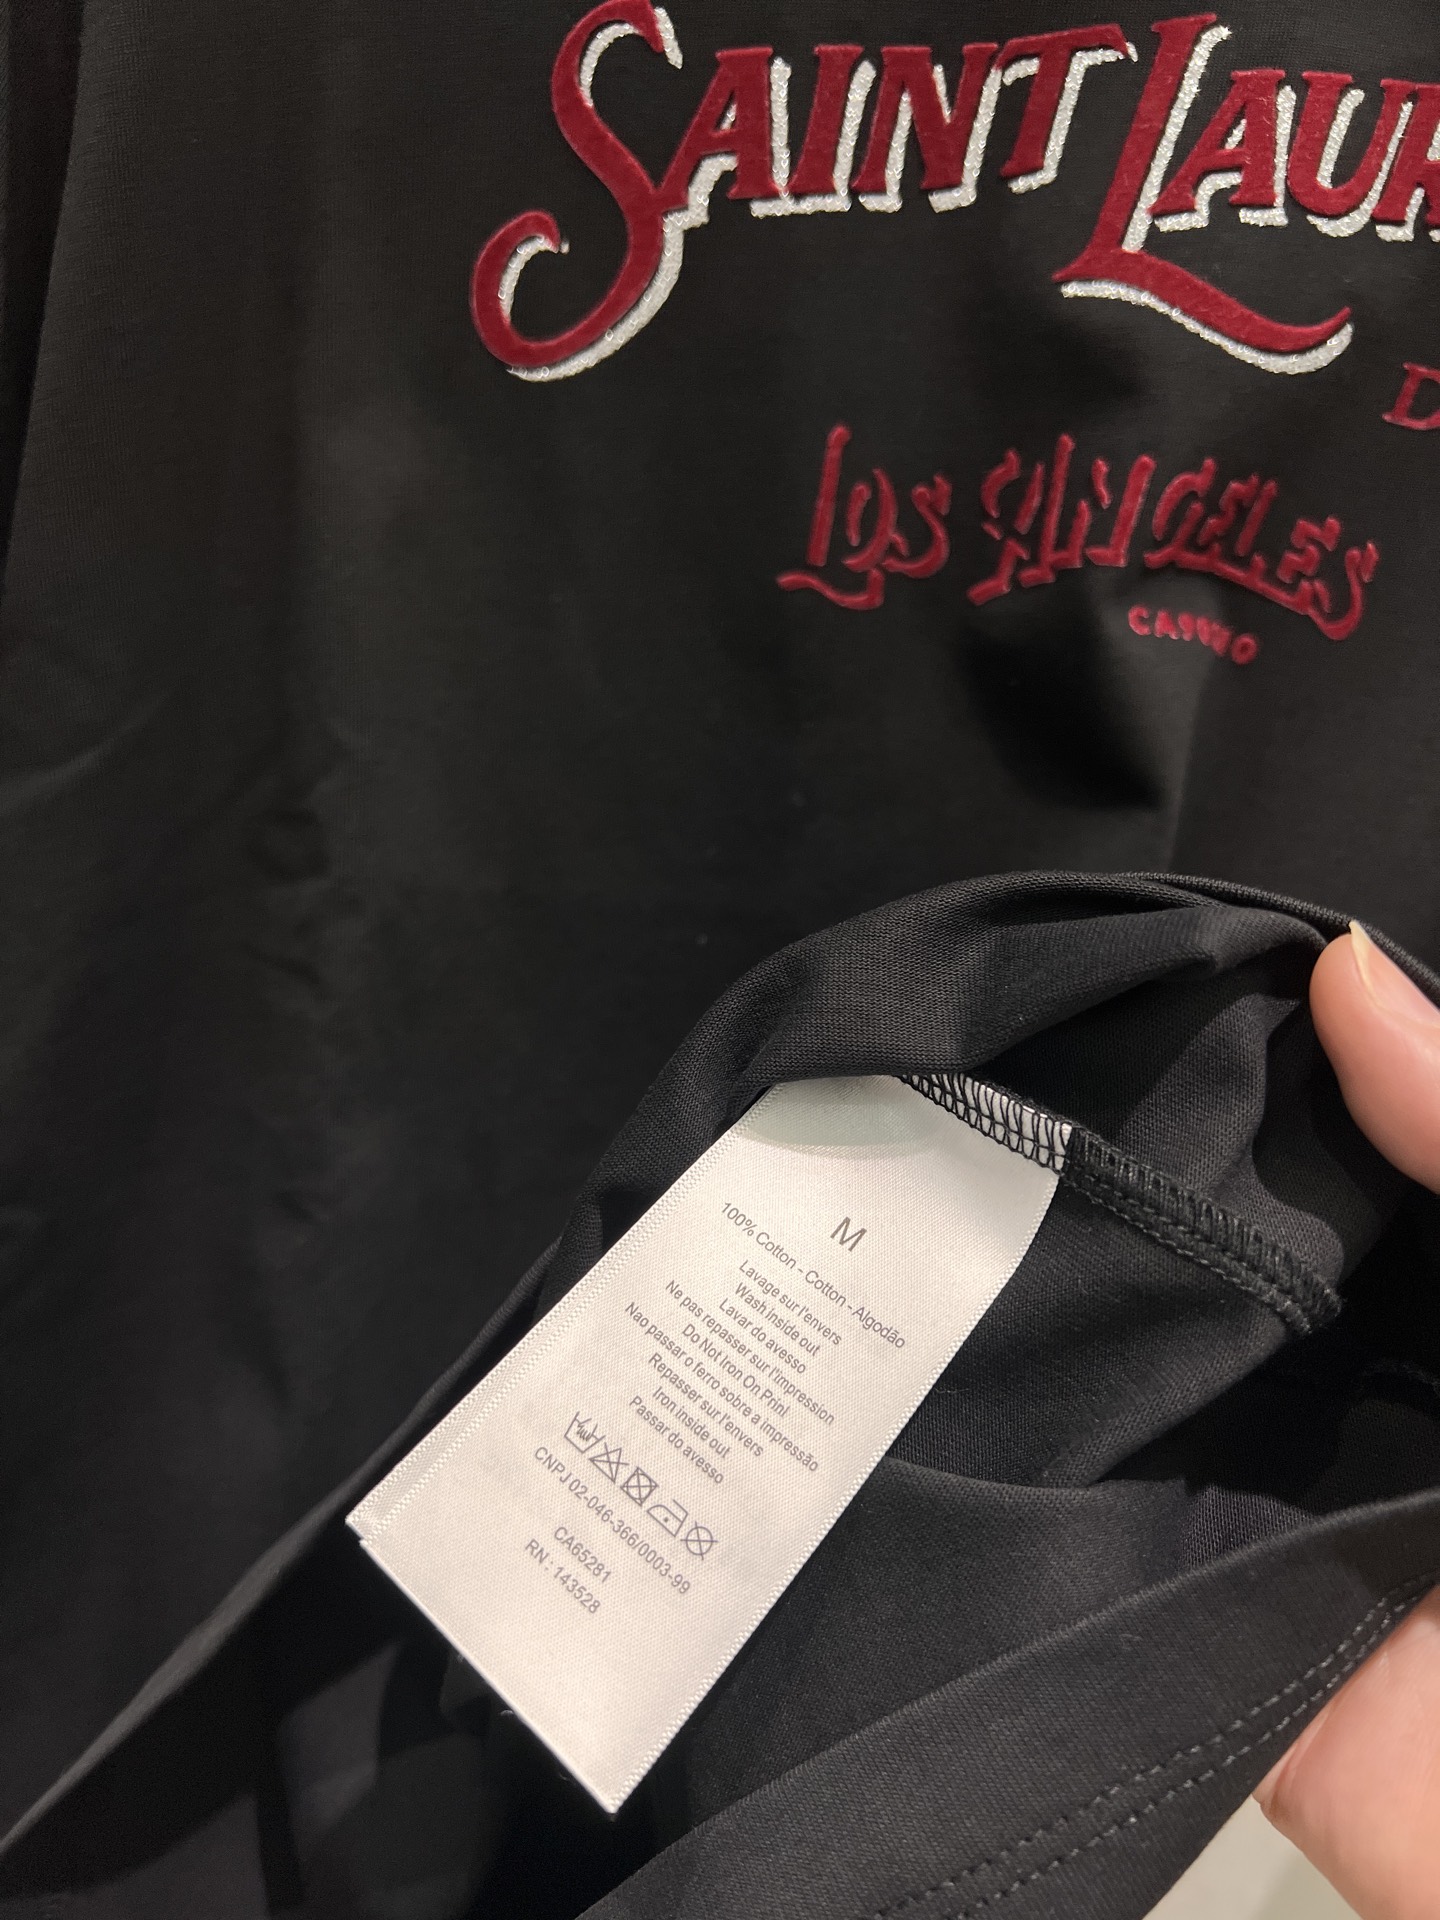 SAINT LAUR
D
LOS ANGELES
M
100% Cotton - Cotton - Algodão
Lavage sur l'envers
Wash inside out
Lavar do avesso
Ne pas repasser sur l'impression
Do Not Iron On Print
Nao passar o ferro sobre a impressão
Repasser sur l'envers
Iron inside out
Passar do avesso
CNPJ 02-046-366/0003-99
CA65281
RN : 143528